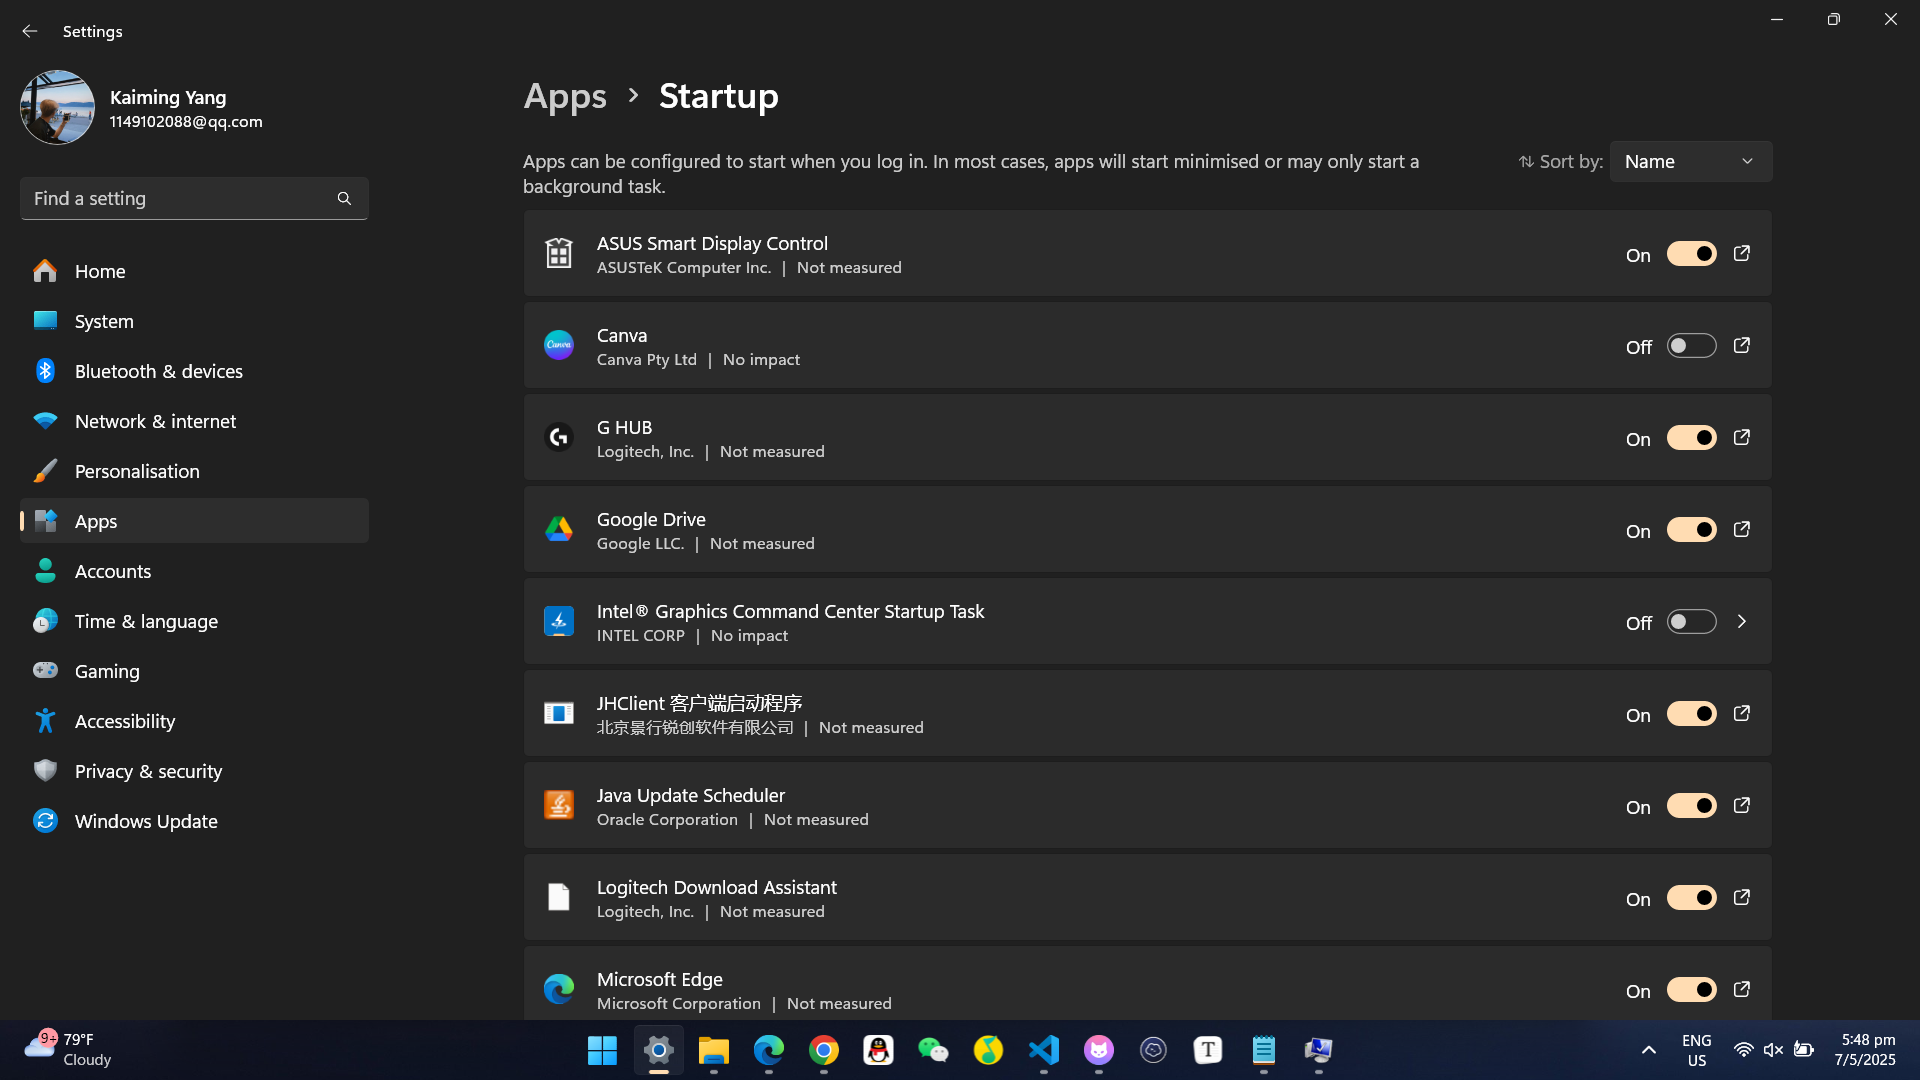 Settings
Kaiming Yang
1149102088@qq.com
Find a setting
Home
System
Bluetooth & devices
Network & internet
Personalisation
Apps
Accounts
Time & language
Gaming
Accessibility
Privacy & security
Windows Update
Apps > Startup
Apps can be configured to start when you log in. In most cases, apps will start minimised or may only start a
background task.
Sort by: Name
ASUS Smart Display Control
ASUSTeK Computer Inc. | Not measured
On
Canva
Canva
Canva Pty Ltd | No impact
Off
G HUB
Logitech, Inc. | Not measured
On
Google Drive
Google LLC. | Not measured
On
Intel® Graphics Command Center Startup Task
INTEL CORP | No impact
Off
JHClient 客户端启动程序
北京景行锐创软件有限公司 | Not measured
On
Java Update Scheduler
Oracle Corporation | Not measured
On
Logitech Download Assistant
Logitech, Inc. | Not measured
On
Microsoft Edge
Microsoft Corporation | Not measured
On
9+
79°F
Cloudy
T
ENG
US
5:48 pm
7/5/2025